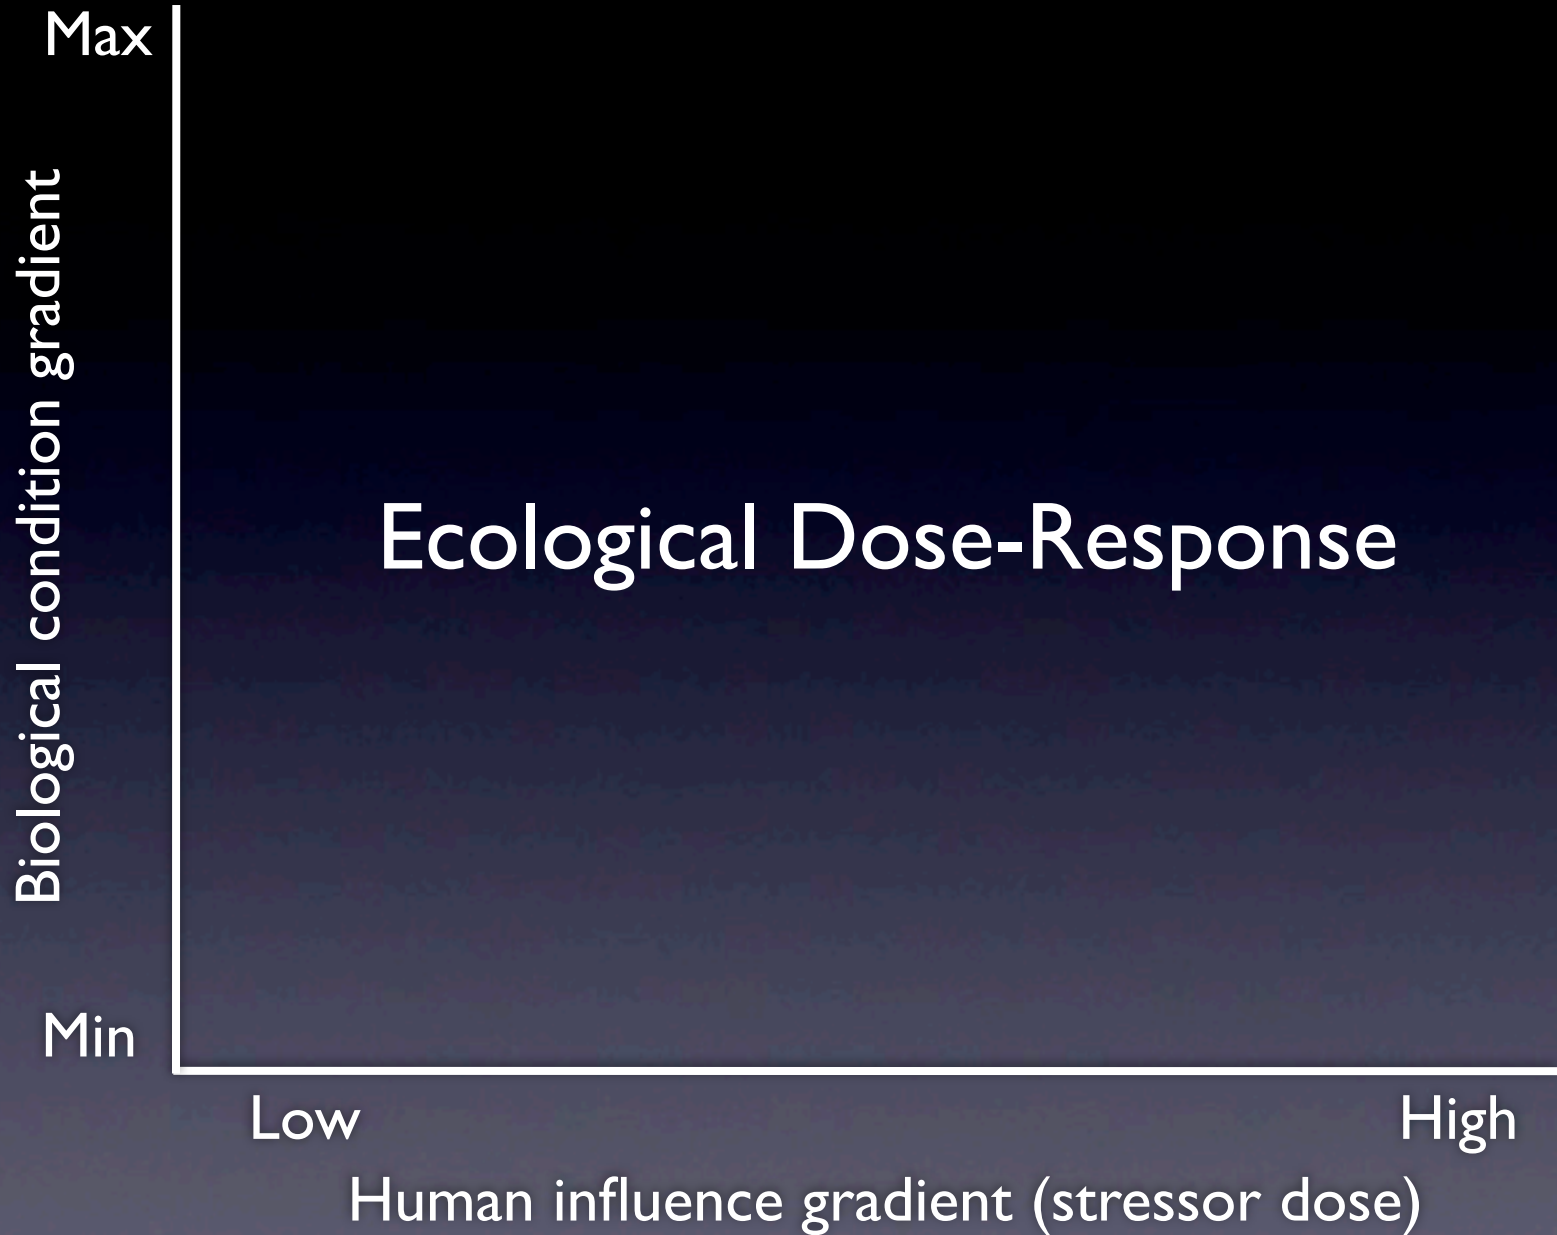 Max
Biological condition gradient
Ecological Dose-Response
Min
Low
High
Human influence gradient (stressor dose)